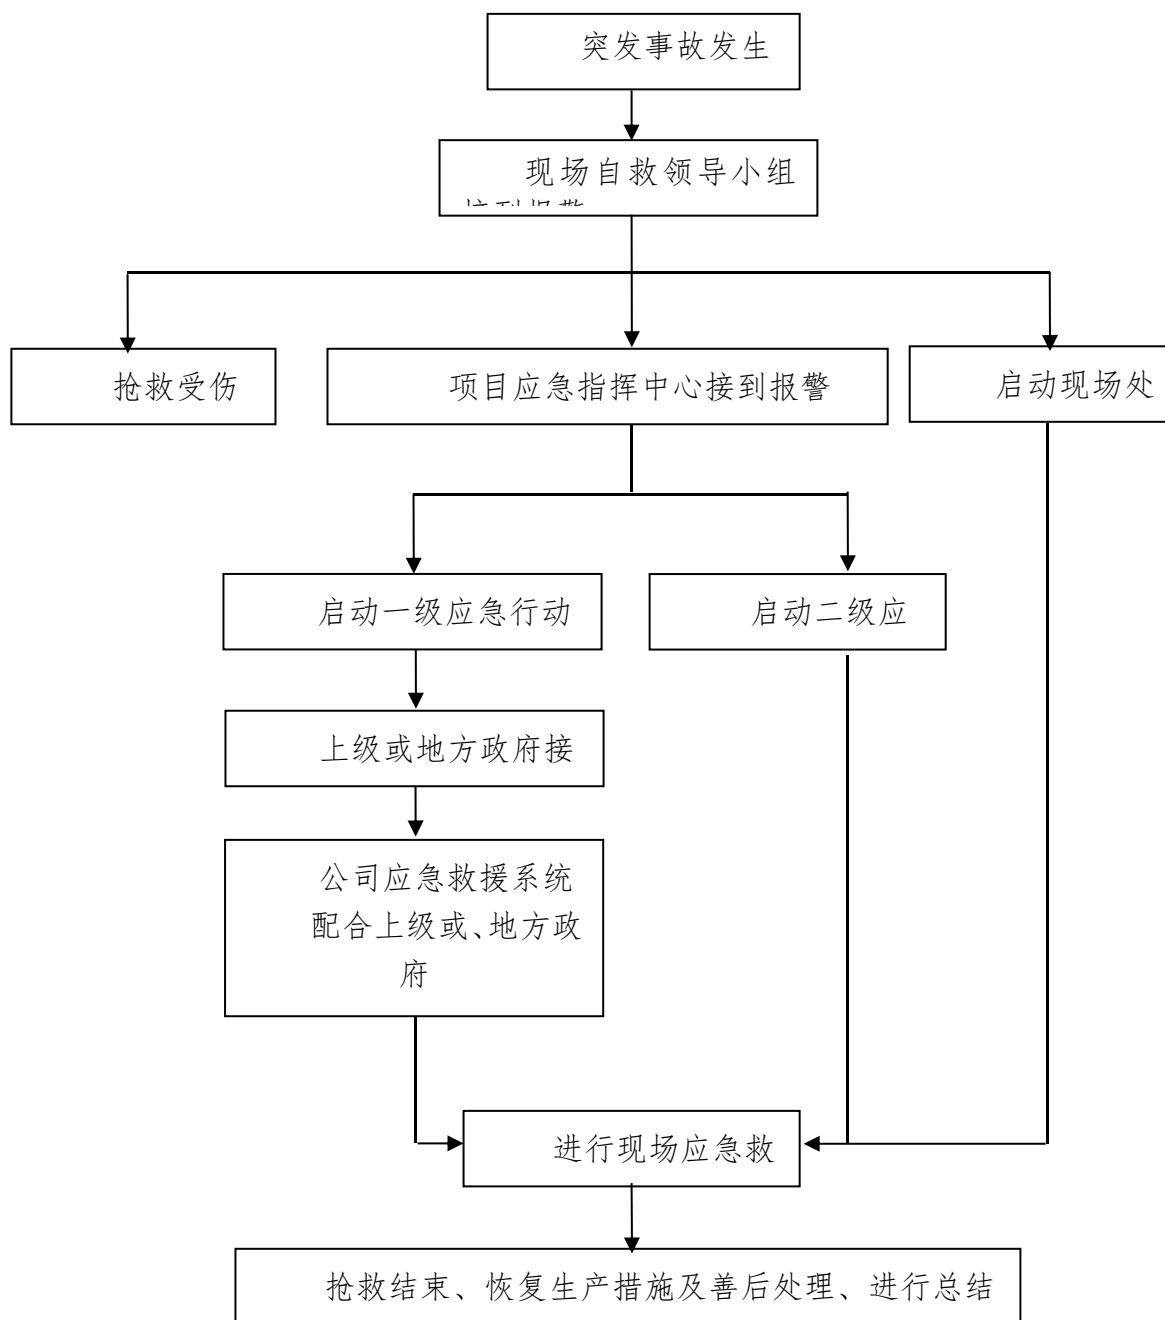 突发事故发生
现场自救领导小组
抢救受伤
项目应急指挥中心接到报警
启动现场处
启动一级应急行动
启动二级应
上级或地方政府接
公司应急救援系统
配合上级或、地方政
府
进行现场应急救
抢救结束、恢复生产措施及善后处理、进行总结